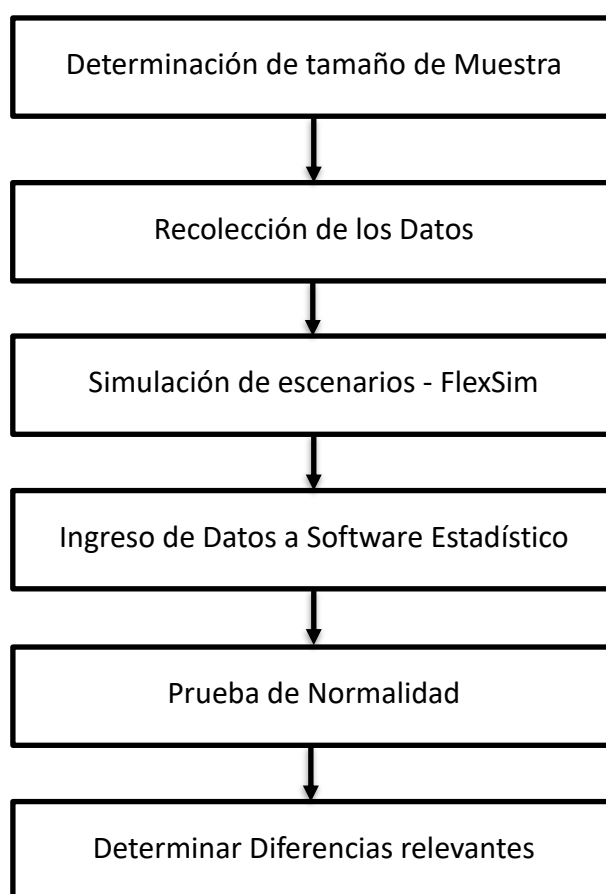 Determinación de tamaño de Muestra
Recolección de los Datos
Simulación de escenarios - FlexSim
Ingreso de Datos a Software Estadístico
Prueba de Normalidad
Determinar Diferencias relevantes